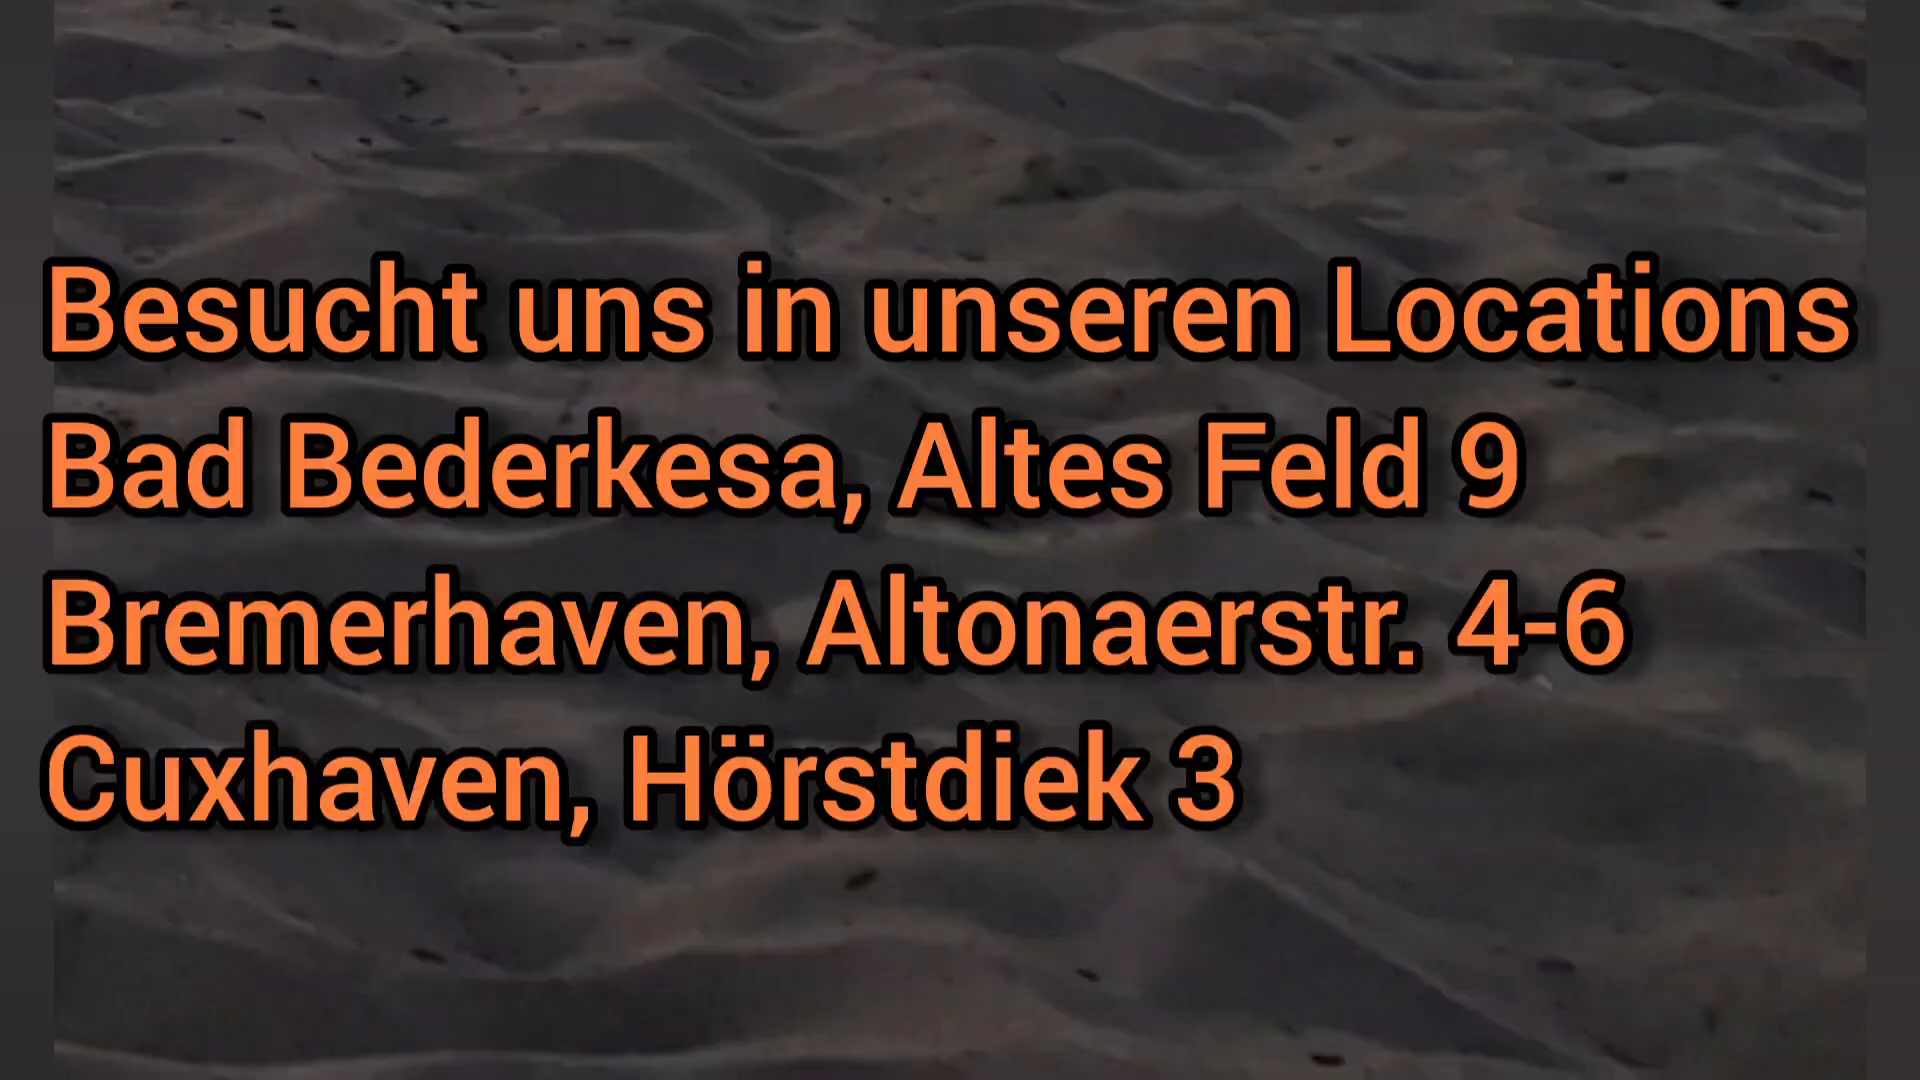 Besucht uns in unseren Locations
Bad Bederkesa, Altes Feld 9
Bremerhaven, Altonaerstr. 4-6
Cuxhaven, Hörstdiek 3